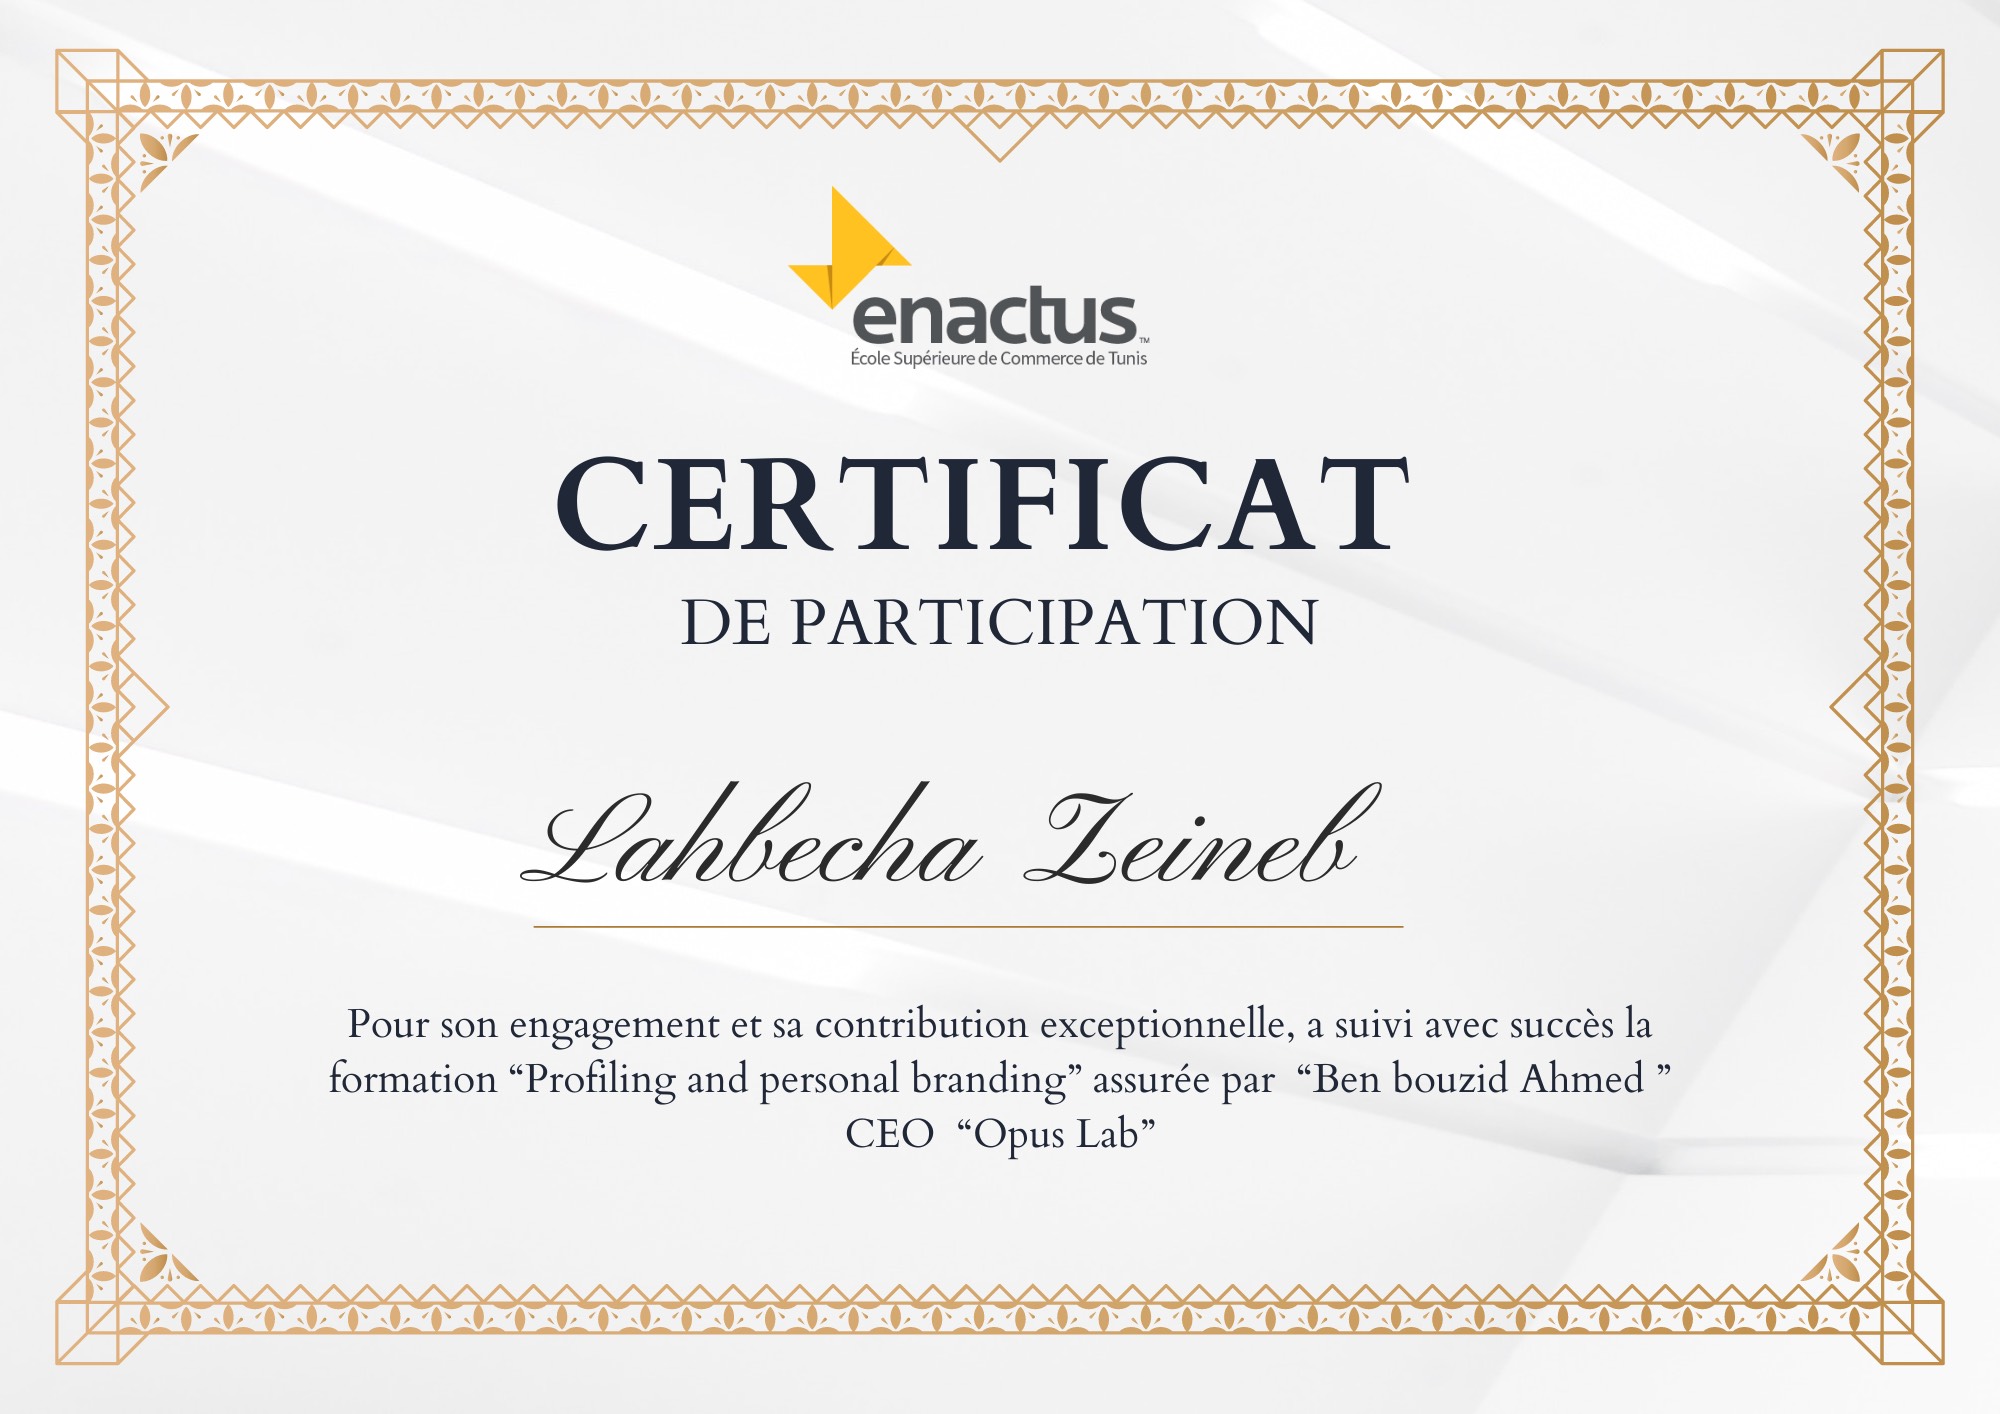 enactus™
École Supérieure de Commerce de Tunis
CERTIFICAT
DE PARTICIPATION
Lahbecha Zeineb
Pour son engagement et sa contribution exceptionnelle, a suivi avec succès la
formation “Profiling and personal branding” assurée par “Ben bouzid Ahmed ”
CEO “Opus Lab”